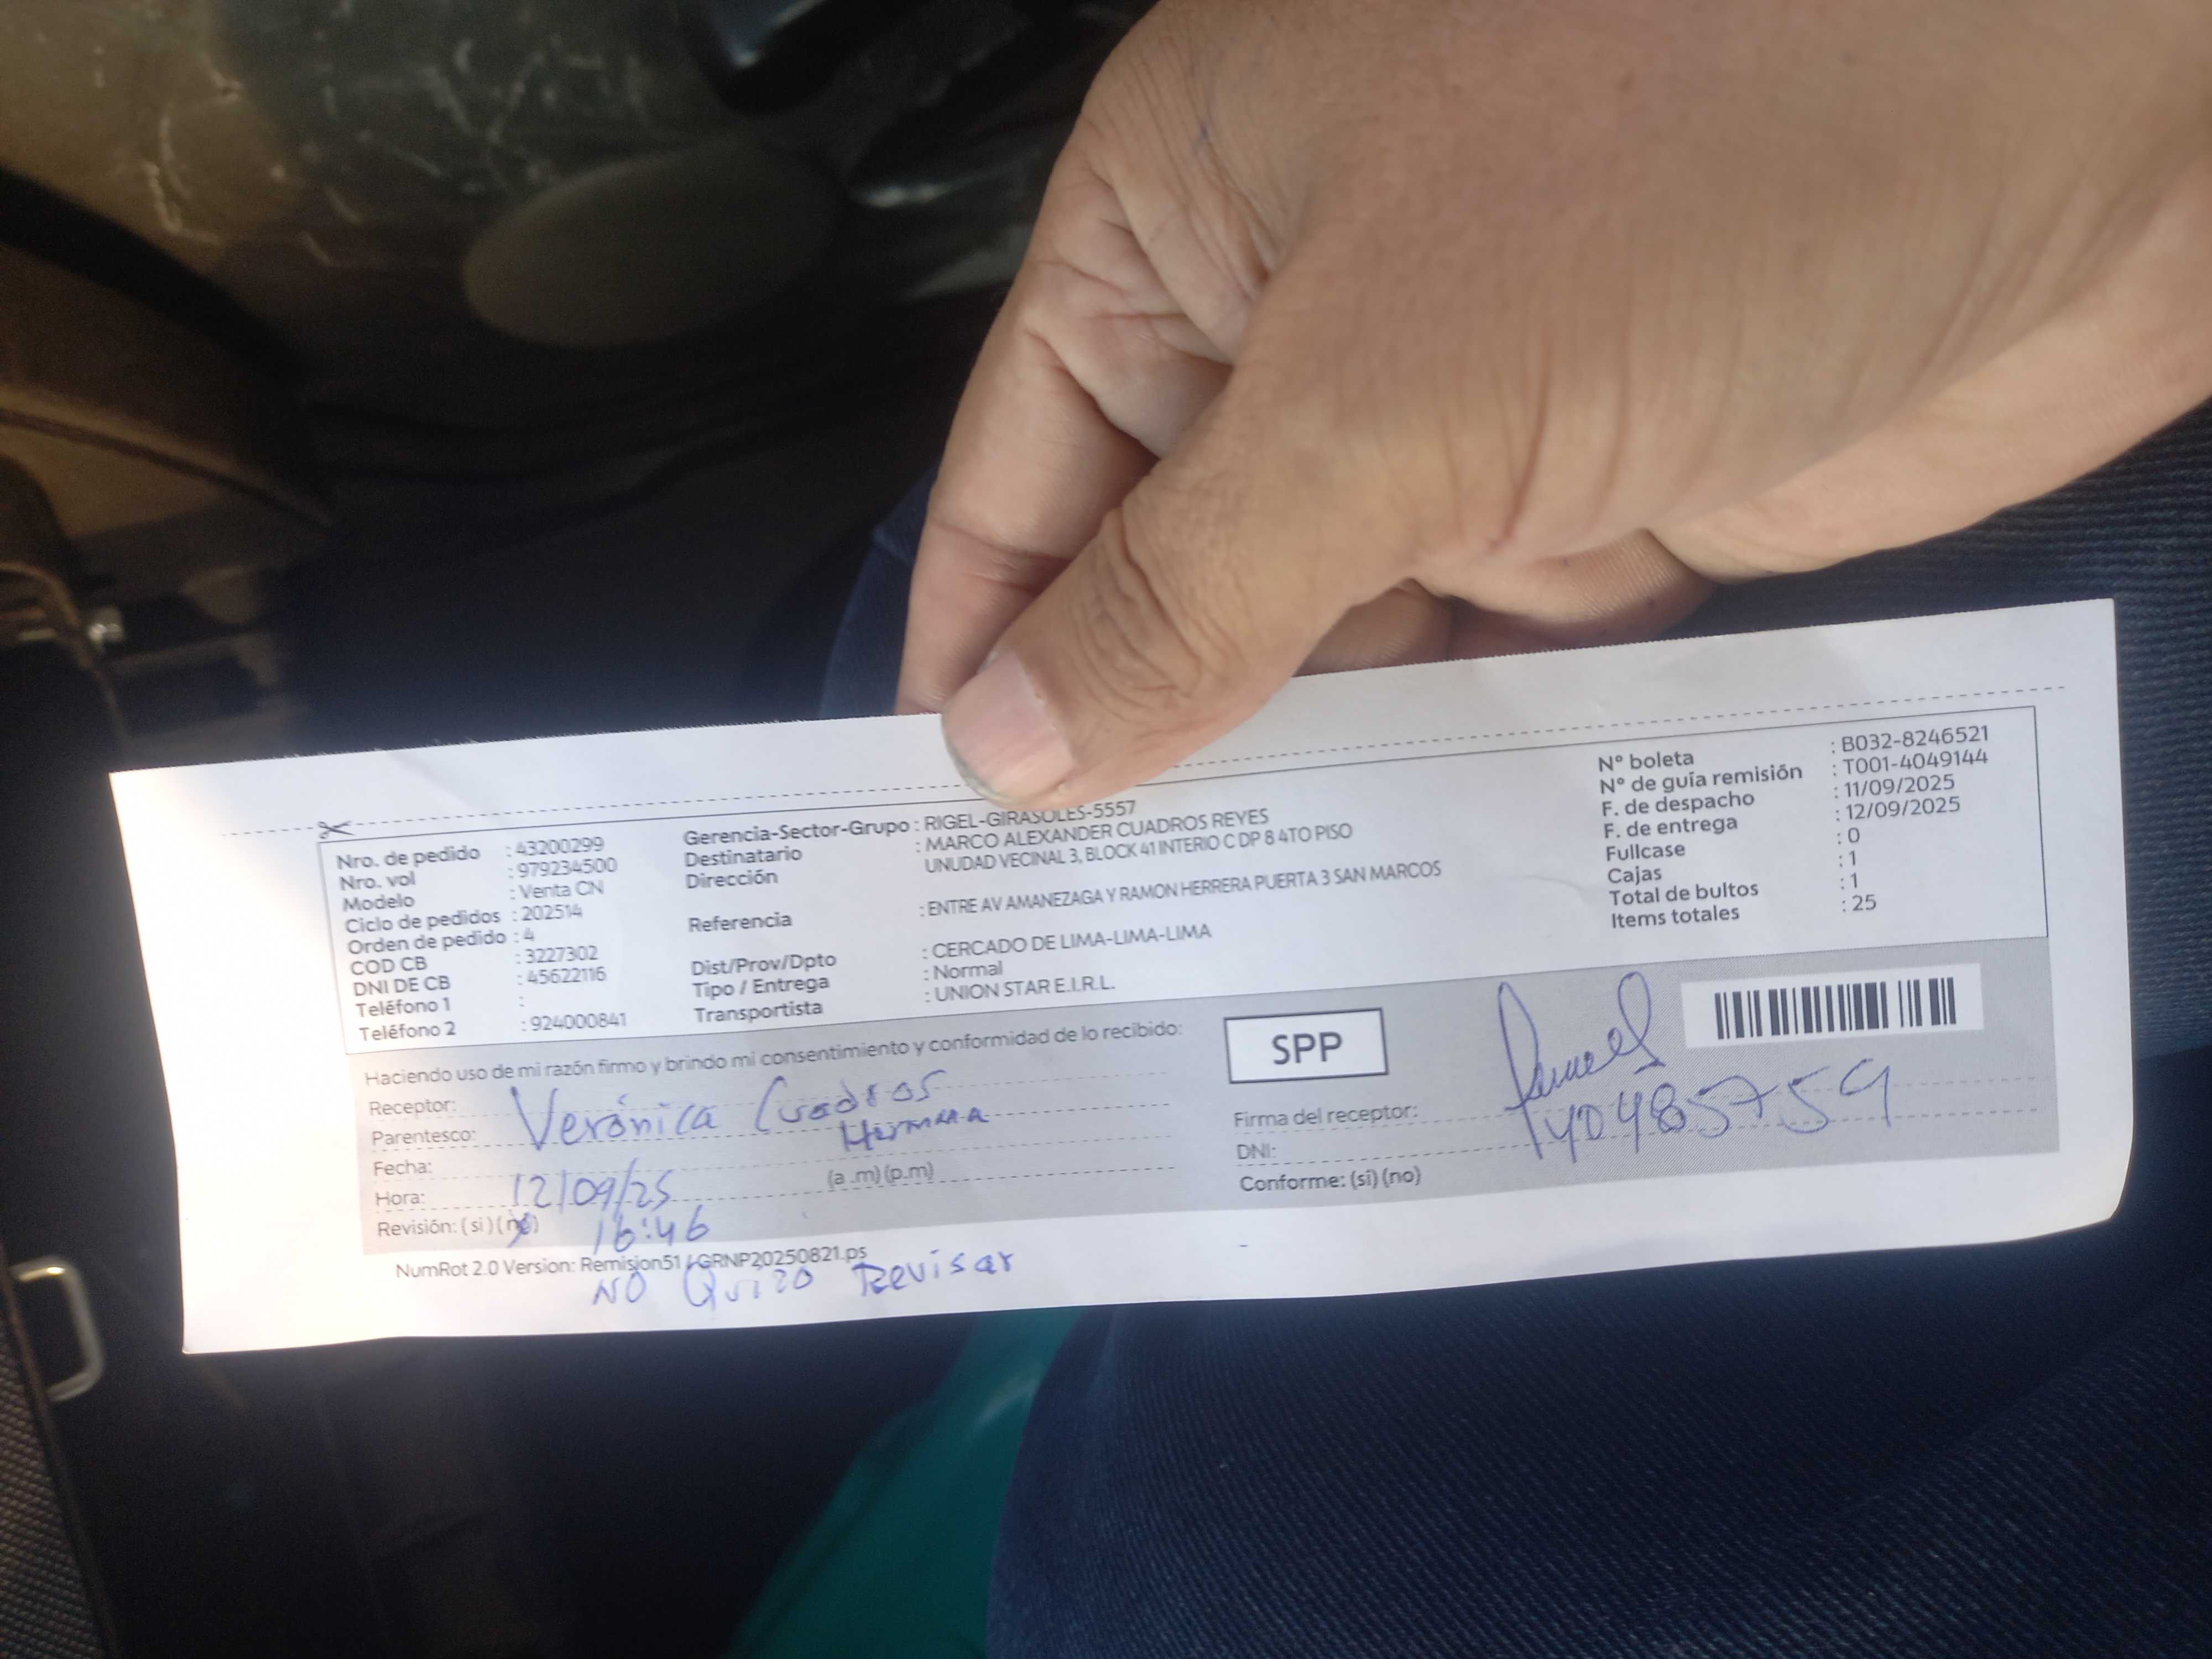 Nro. de pedido : 43200299
Nro. vol : 979234500
Modelo : Venta CN
Ciclo de pedidos : 202514
Orden de pedido : 4
COD CB : 3227302
DNI DE CB : 45622116
Teléfono 1 :
Teléfono 2 : 924000841
Gerencia-Sector-Grupo : RIGEL-GIRASOLES-5557
Destinatario : MARCO ALEXANDER CUADROS REYES
Dirección UNUDAD VECINAL 3, BLOCK 41 INTERIO C DP 8 4TO PISO
Referencia : ENTRE AV AMANEZAGA Y RAMON HERRERA PUERTA 3 SAN MARCOS
Dist/Prov/Dpto : CERCADO DE LIMA-LIMA-LIMA
Tipo / Entrega : Normal
Transportista : UNION STAR E.I.R.L.
Nº boleta : B032-8246521
Nº de guía remisión : T001-4049144
F. de despacho : 11/09/2025
F. de entrega : 12/09/2025
Fullcase : 0
Cajas : 1
Total de bultos : 1
Items totales : 25
Haciendo uso de mi razón firmo y brindo mi consentimiento y conformidad de lo recibido:
Receptor: Verónica Cuadros
Parentesco: Hermana
Fecha: 12/09/25
Hora: 16:46 (a .m) (p.m)
Revisión: ( si ) ( no )
SPP
Firma del receptor:
DNI: 40485759
Conforme: (si) (no)
NumRot 2.0 Version: Remision51 / GRNP20250821.ps
NO Quizo Revisar